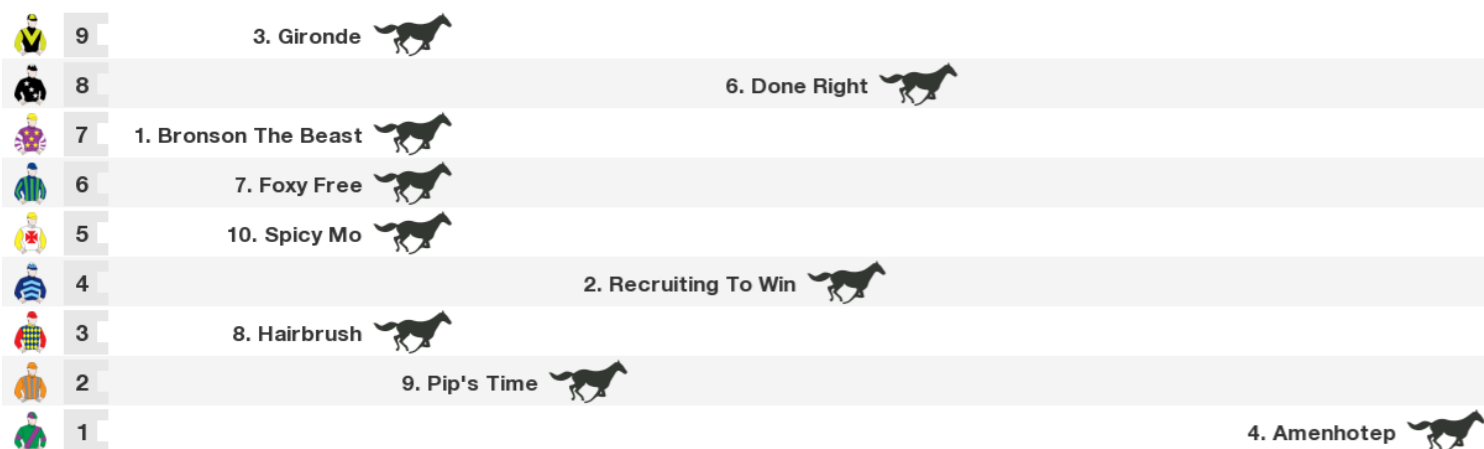 9 3. Gironde
8 6. Done Right
7 1. Bronson The Beast
6 7. Foxy Free
5 10. Spicy Mo
4 2. Recruiting To Win
3 8. Hairbrush
2 9. Pip's Time
1 4. Amenhotep